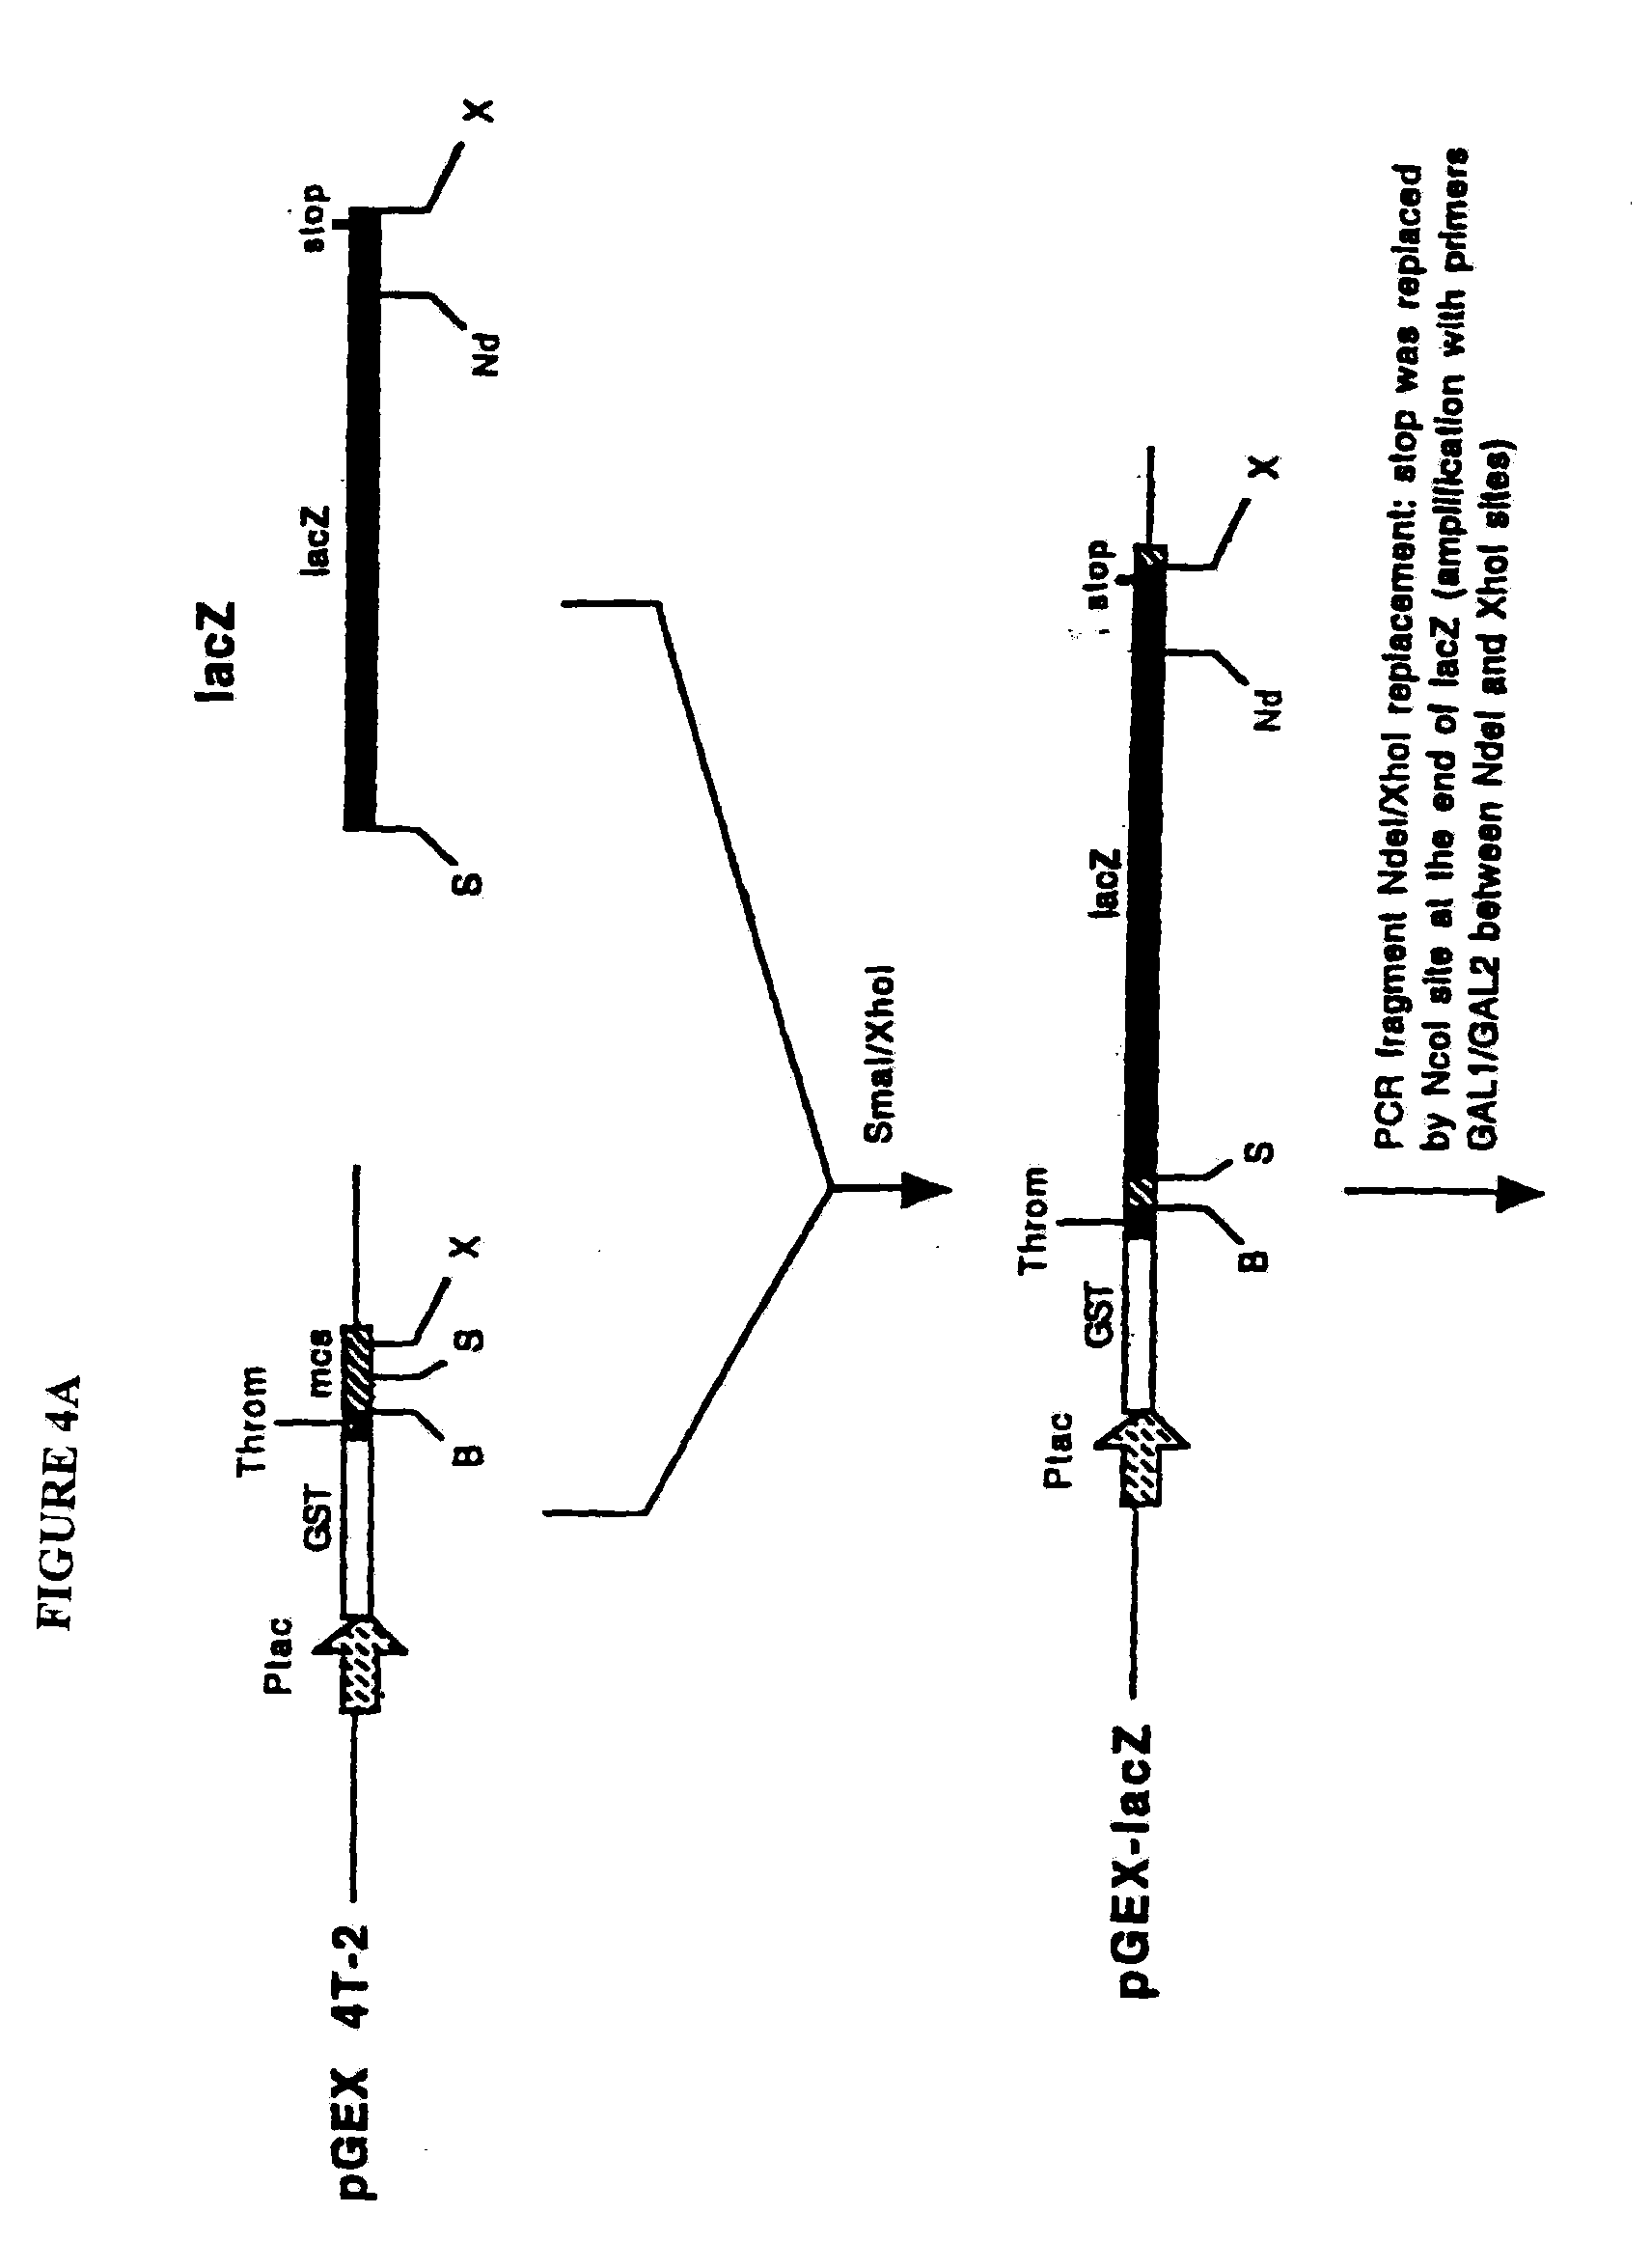 FIGURE 4A
lacZ
Throm
Plac
GST
mcs
pGEX 4T-2
B
S
X
lacZ
stop
S
Nd
X
SmaI/XhoI
Throm
Plac
GST
lacZ
stop
pGEX-lacZ
B
S
Nd
X
PCR fragment NdeI/XhoI replacement: stop was replaced
by NcoI site at the end of lacZ (amplification with primers
GAL1/GAL2 between NdeI and XhoI sites)